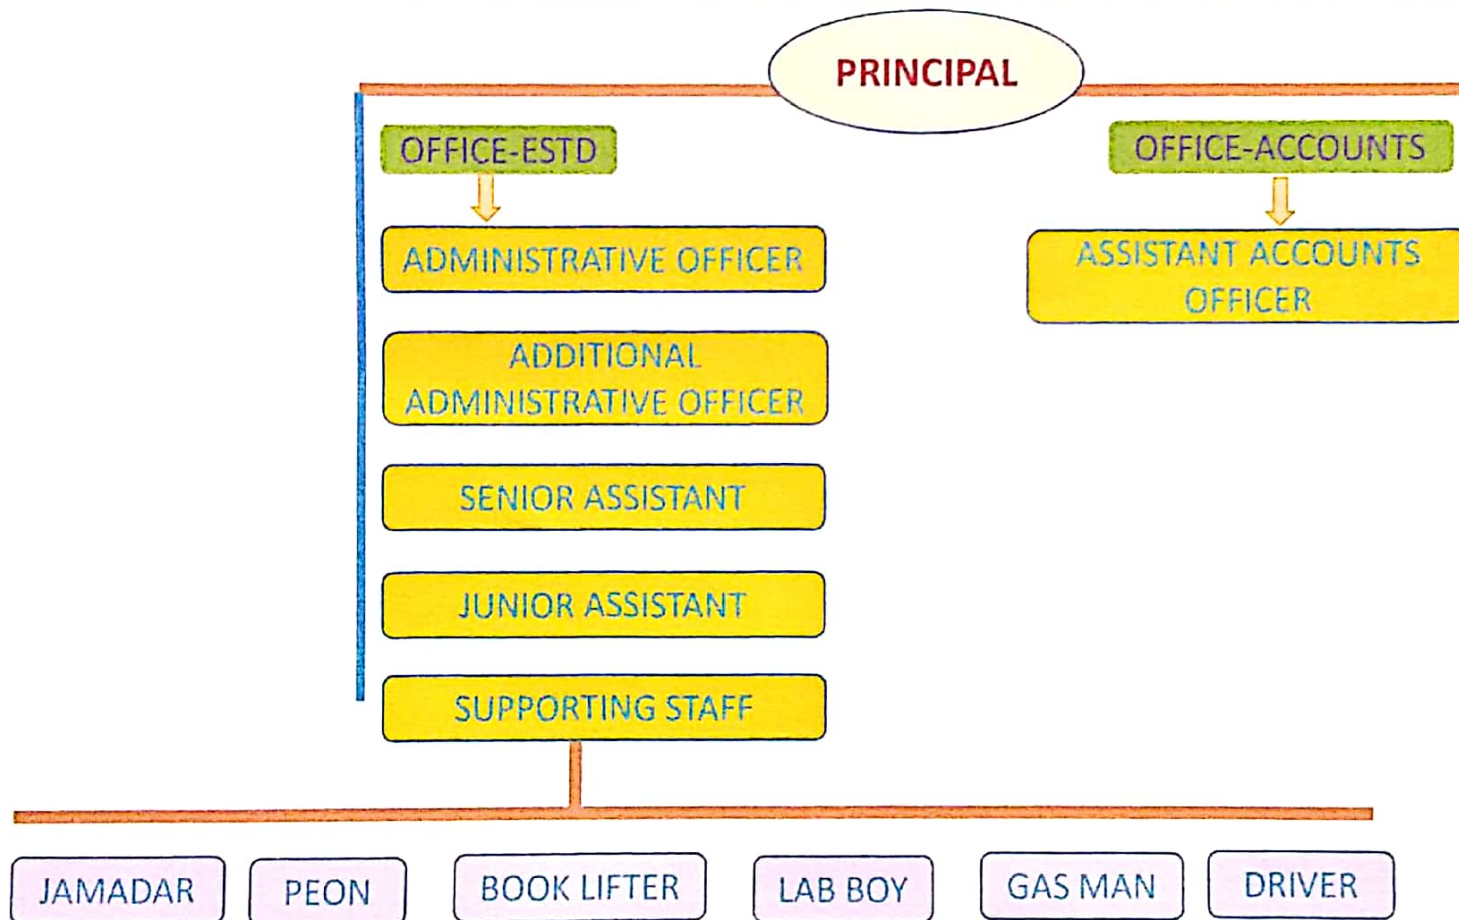 PRINCIPAL
OFFICE-ESTD
OFFICE-ACCOUNTS
ADMINISTRATIVE OFFICER
ASSISTANT ACCOUNTS
OFFICER
ADDITIONAL
ADMINISTRATIVE OFFICER
SENIOR ASSISTANT
JUNIOR ASSISTANT
SUPPORTING STAFF
JAMADAR
PEON
BOOK LIFTER
LAB BOY
GAS MAN
DRIVER